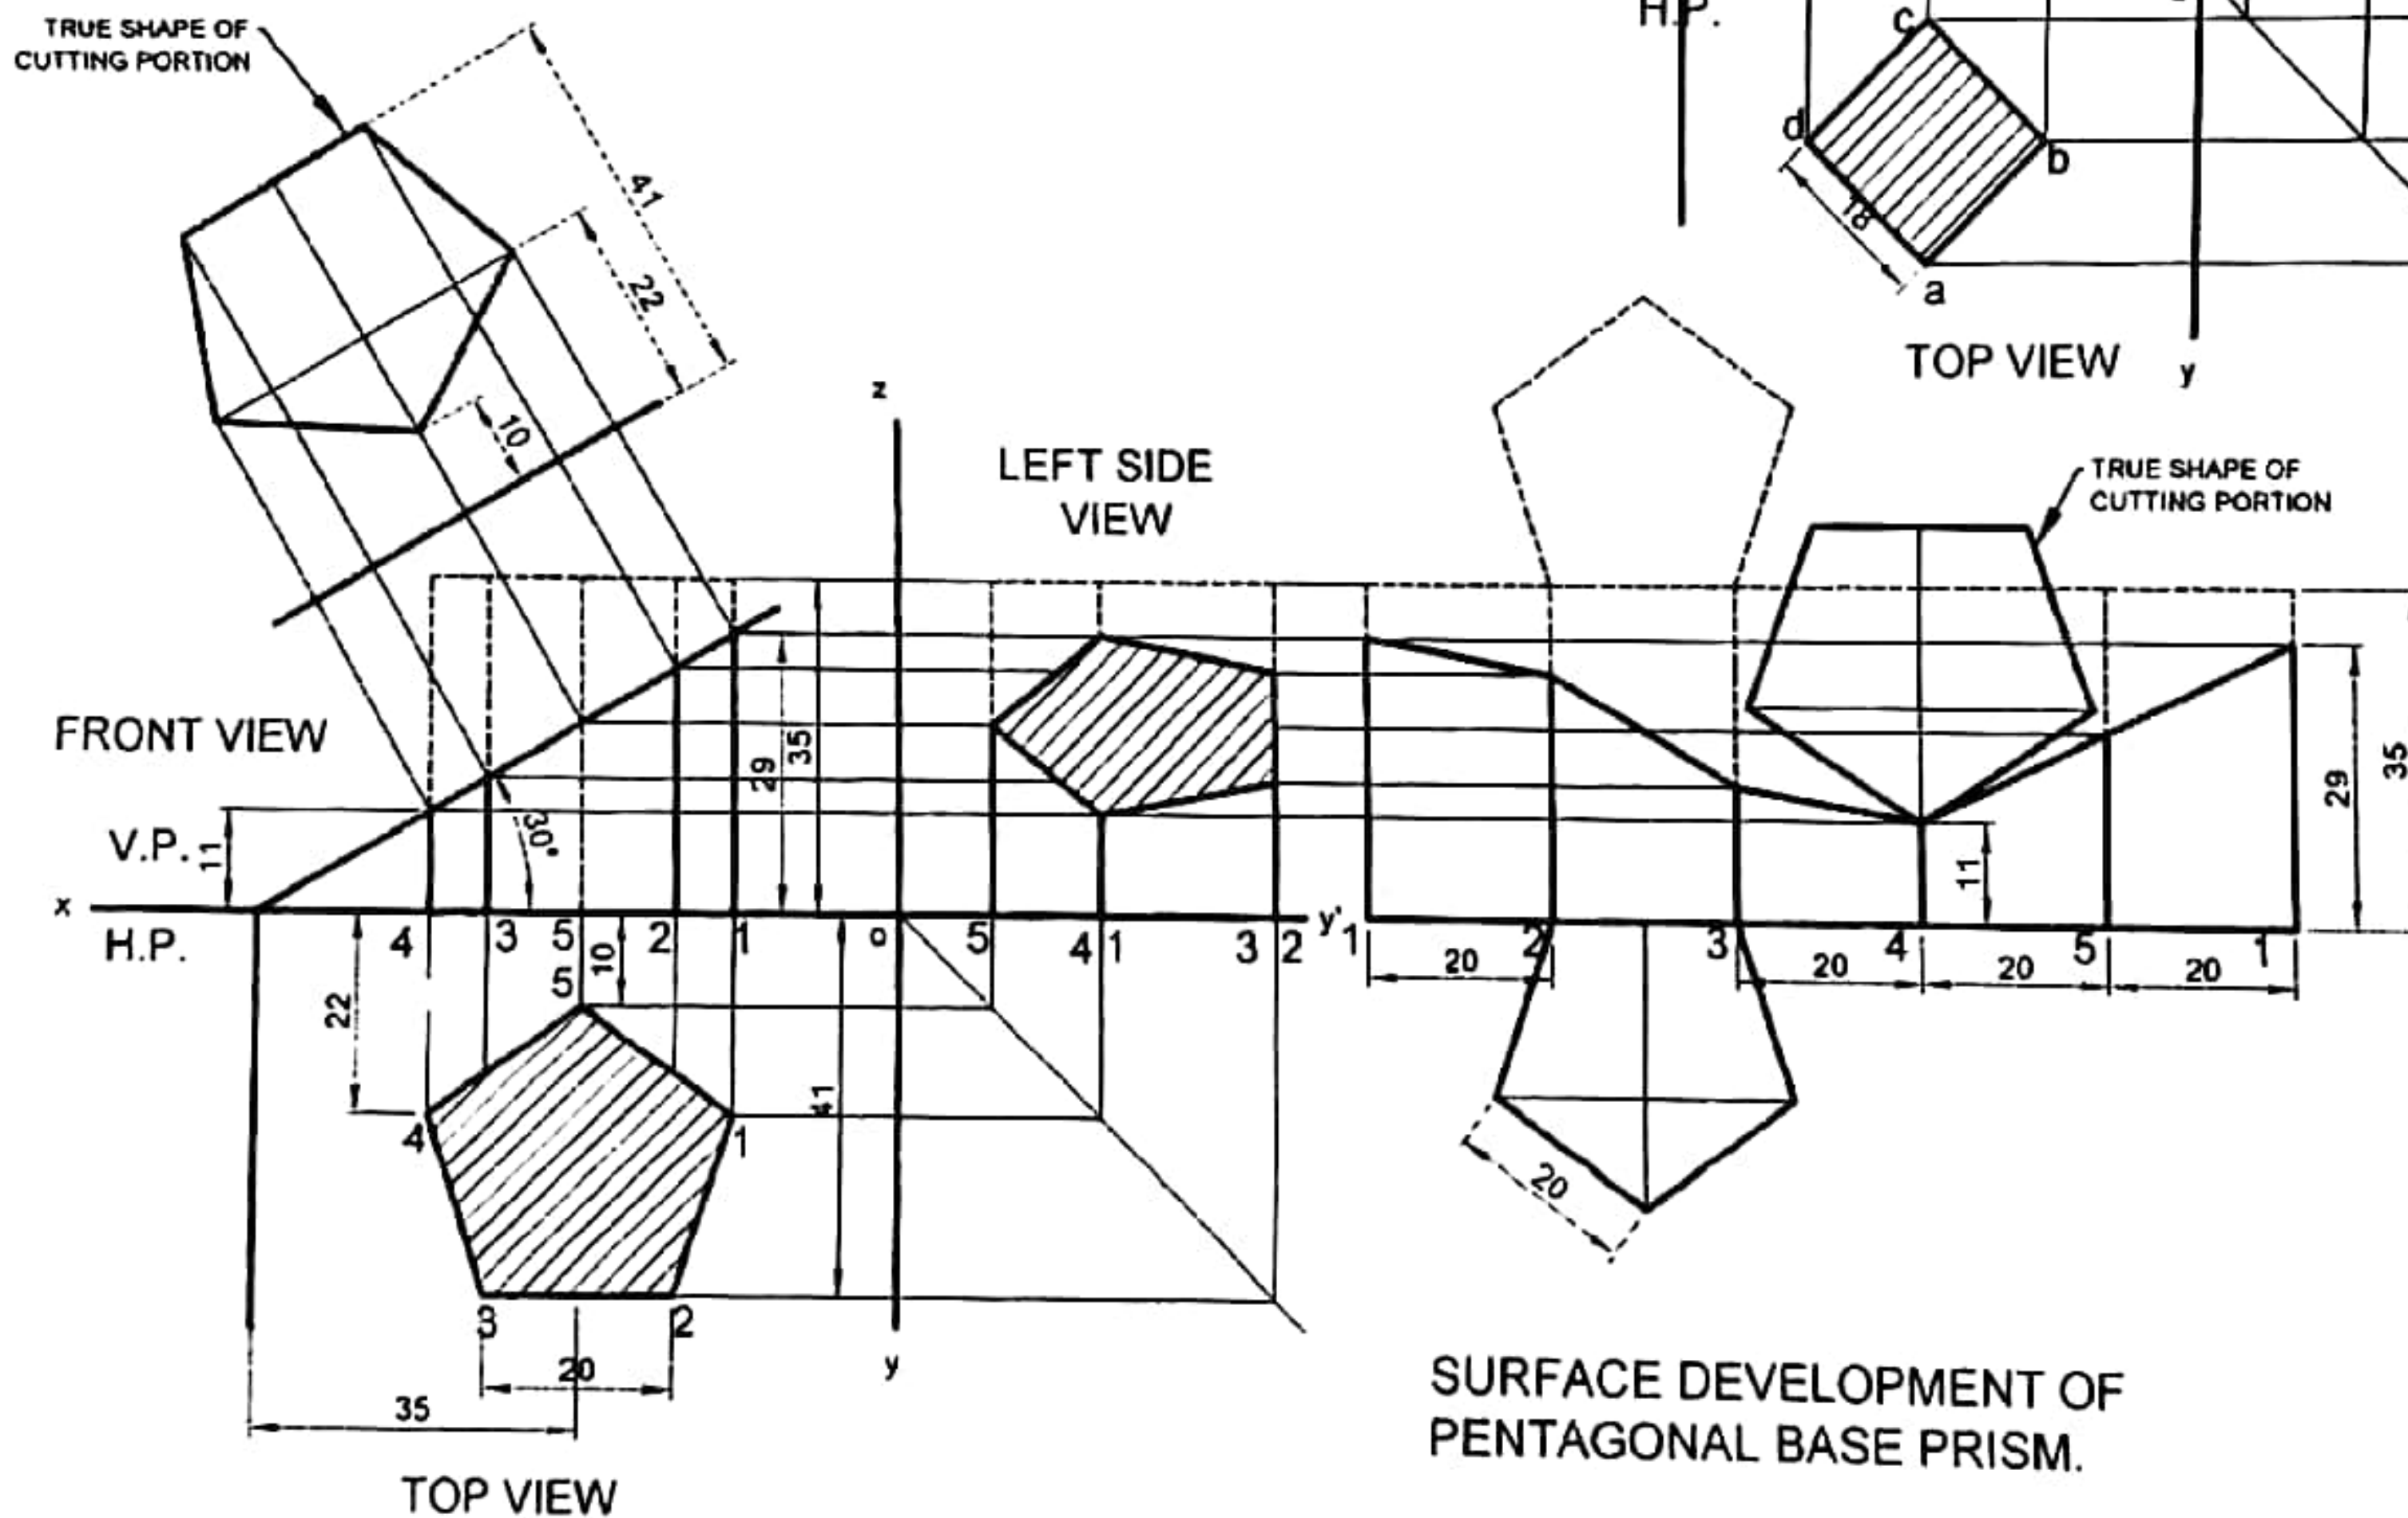 TRUE SHAPE OF
CUTTING PORTION
41
22
10
z
LEFT SIDE
VIEW
FRONT VIEW
V.P.
11
30°
29
35
x
H.P.
4 3 5 2 1 o 5 4 1 3 2 y'
22
5
10
41
4
1
3
2
20
35
y
TOP VIEW
H.P.
c
d
b
18
a
TOP VIEW
y
TRUE SHAPE OF
CUTTING PORTION
11
29
35
1 2 3 4 5 1
20
20
20
20
20
SURFACE DEVELOPMENT OF
PENTAGONAL BASE PRISM.